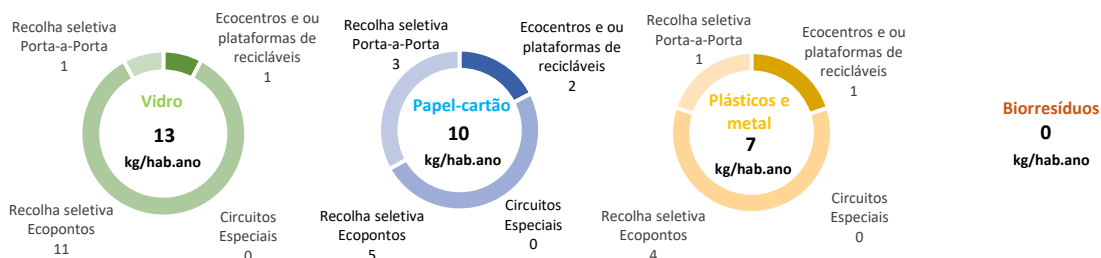 Recolha seletiva
Porta-a-Porta
1
Ecocentros e ou
plataformas de
recicláveis
1
Vidro
13
kg/hab.ano
Recolha seletiva
Ecopontos
11
Circuitos
Especiais
0
Recolha seletiva
Porta-a-Porta
3
Ecocentros e ou
plataformas de
recicláveis
2
Papel-cartão
10
kg/hab.ano
Recolha seletiva
Ecopontos
5
Circuitos
Especiais
0
Recolha seletiva
Porta-a-Porta
1
Ecocentros e ou
plataformas de
recicláveis
1
Plásticos e
metal
7
kg/hab.ano
Recolha seletiva
Ecopontos
4
Circuitos
Especiais
0
Biorresíduos
0
kg/hab.ano